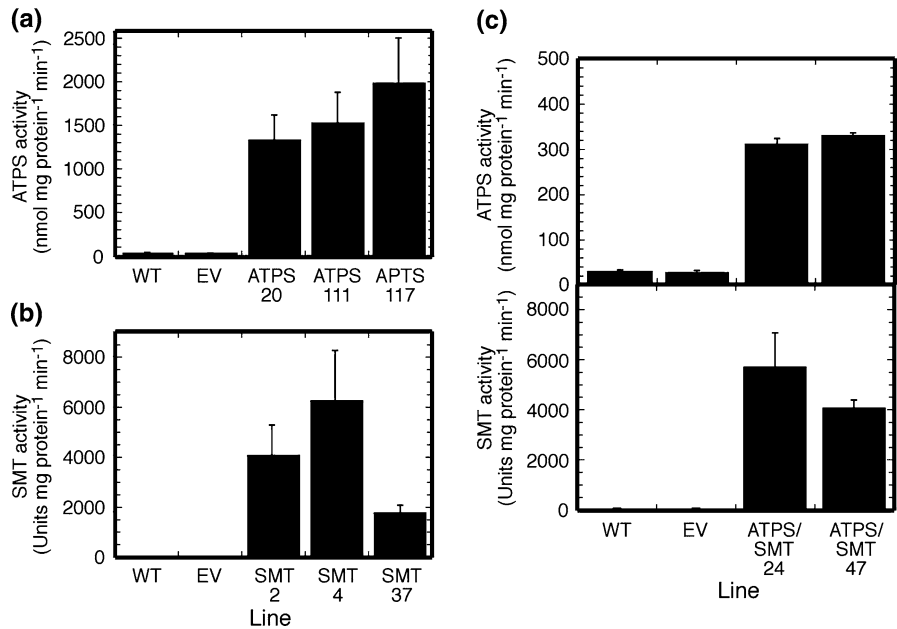 (a)
ATPS activity
(nmol mg protein⁻¹ min⁻¹)
2500
2000
1500
1000
500
0
WT EV ATPS ATPS APTS
20 111 117
(b)
SMT activity
(Units mg protein⁻¹ min⁻¹)
8000
6000
4000
2000
0
WT EV SMT SMT SMT
2 4 37
Line
(c)
ATPS activity
(nmol mg protein⁻¹ min⁻¹)
500
400
300
200
100
0
SMT activity
(Units mg protein⁻¹ min⁻¹)
8000
6000
4000
2000
0
WT EV ATPS/ ATPS/
SMT SMT
24 47
Line